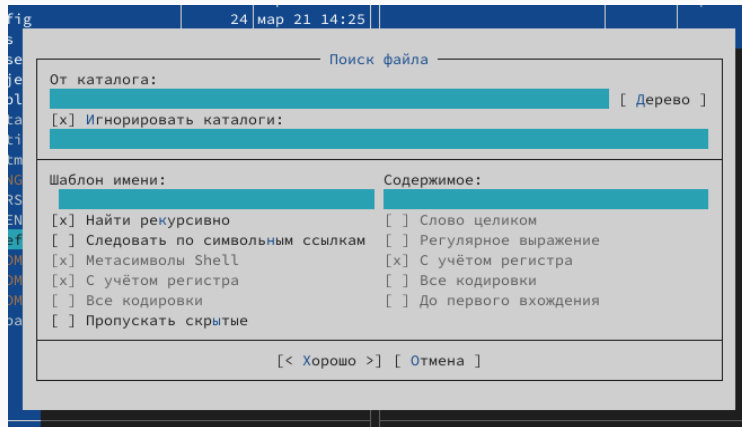 fig 24 мар 21 14:25
Поиск файла
От каталога:
[ Дерево ]
[x] Игнорировать каталоги:
Шаблон имени: Содержимое:
[x] Найти рекурсивно [ ] Слово целиком
[ ] Следовать по символьным ссылкам [ ] Регулярное выражение
[x] Метасимволы Shell [x] С учётом регистра
[x] С учётом регистра [ ] Все кодировки
[ ] Все кодировки [ ] До первого вхождения
[ ] Пропускать скрытые
[< Хорошо >] [ Отмена ]